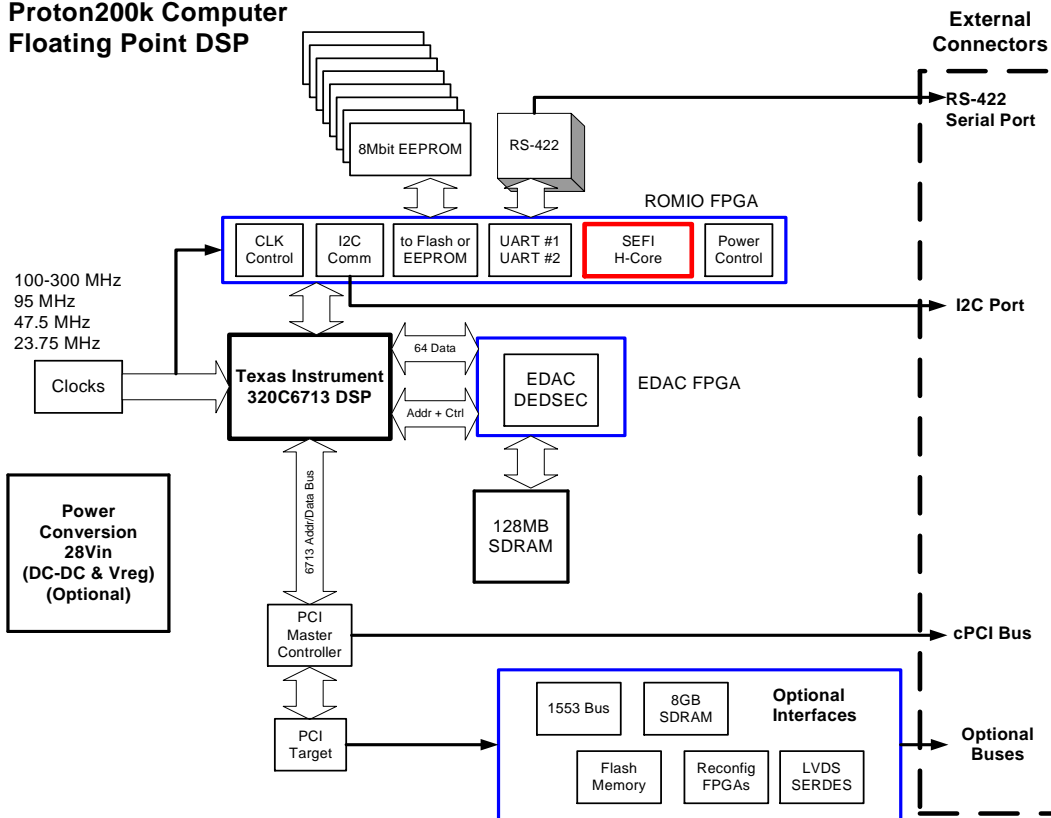 Proton200k Computer
Floating Point DSP
External
Connectors
8Mbit EEPROM
RS-422
RS-422
Serial Port
ROMIO FPGA
CLK
Control
I2C
Comm
to Flash or
EEPROM
UART #1
UART #2
SEFI
H-Core
Power
Control
100-300 MHz
95 MHz
47.5 MHz
23.75 MHz
I2C Port
Clocks
Texas Instrument
320C6713 DSP
64 Data
Addr + Ctrl
EDAC
DEDSEC
EDAC FPGA
6713 Addr/Data Bus
128MB
SDRAM
Power
Conversion
28Vin
(DC-DC & Vreg)
(Optional)
PCI
Master
Controller
cPCI Bus
PCI
Target
1553 Bus
8GB
SDRAM
Optional
Interfaces
Flash
Memory
Reconfig
FPGAs
LVDS
SERDES
Optional
Buses